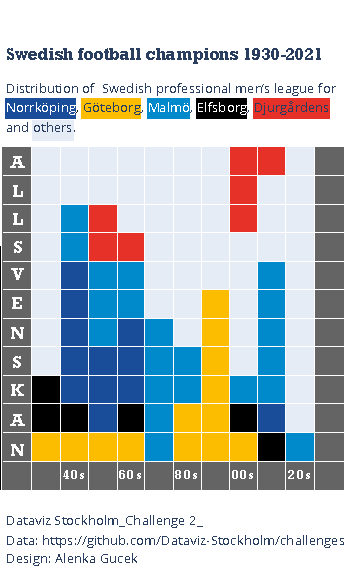 Swedish football champions 1930-2021
Distribution of Swedish professional men's league for
Norrköping, Göteborg, Malmö, Elfsborg, Djurgårdens
and others.
A
L
L
S
V
E
N
S
K
A
N
40s 60s 80s 00s 20s
Dataviz Stockholm_Challenge 2_
Data: https://github.com/Dataviz-Stockholm/challenges
Design: Alenka Gucek